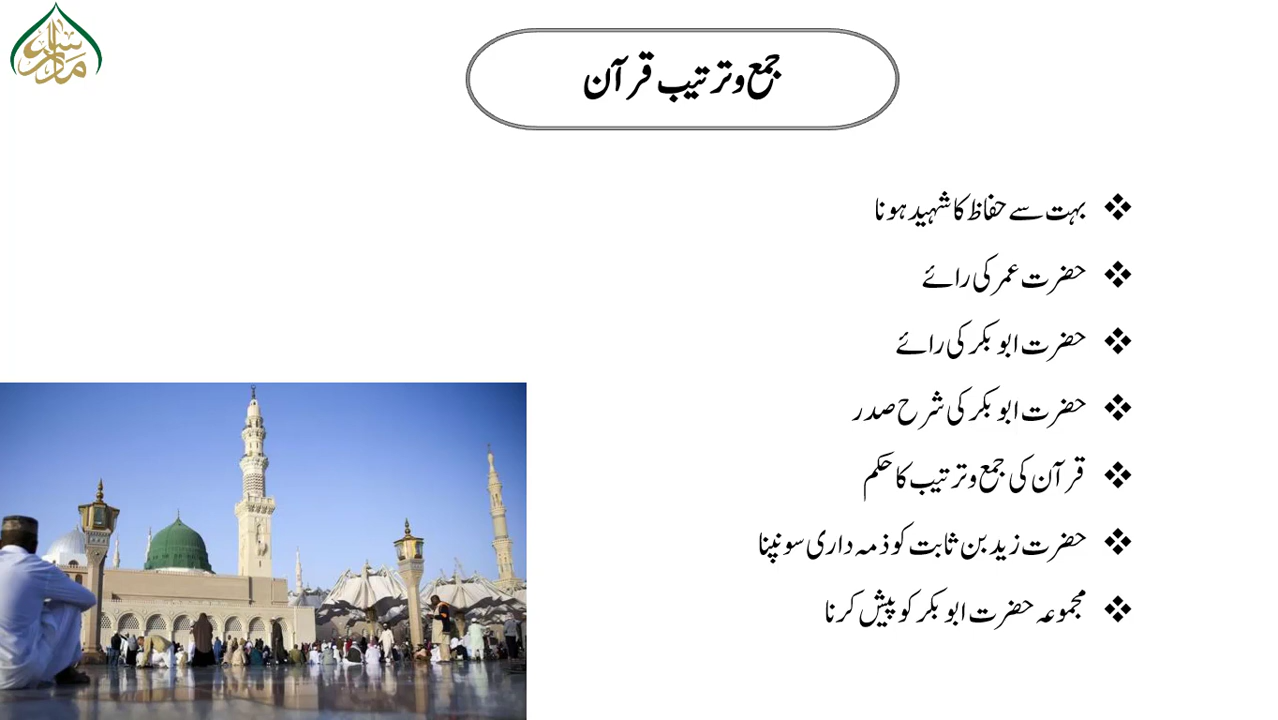 جمع و ترتیب قرآن
بہت سے حفاظ کا شہید ہونا
حضرت عمر کی رائے
حضرت ابو بکر کی رائے
حضرت ابو بکر کی شرح صدر
قرآن کی جمع و ترتیب کا حکم
حضرت زید بن ثابت کو ذمہ داری سونپنا
مجموعہ حضرت ابو بکر کو پیش کرنا